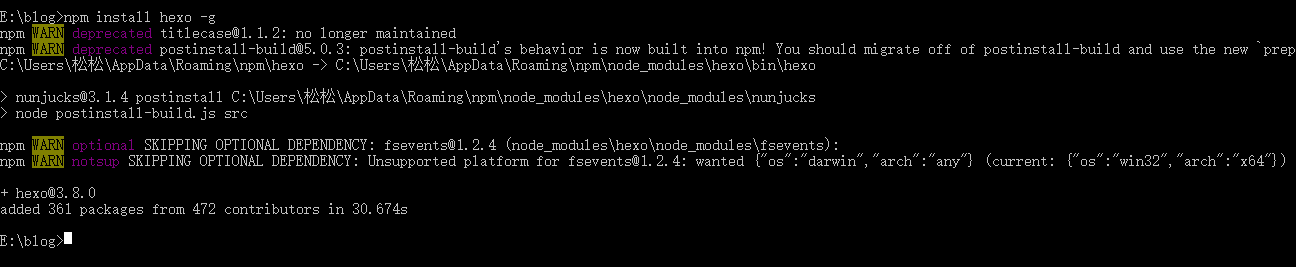 E:\blog>npm install hexo -g
npm WARN deprecated titlecase@1.1.2: no longer maintained
npm WARN deprecated postinstall-build@5.0.3: postinstall-build's behavior is now built into npm! You should migrate off of postinstall-build and use the new `prep
C:\Users\松松\AppData\Roaming\npm\hexo -> C:\Users\松松\AppData\Roaming\npm\node_modules\hexo\bin\hexo
> nunjucks@3.1.4 postinstall C:\Users\松松\AppData\Roaming\npm\node_modules\hexo\node_modules\nunjucks
> node postinstall-build.js src
npm WARN optional SKIPPING OPTIONAL DEPENDENCY: fsevents@1.2.4 (node_modules\hexo\node_modules\fsevents):
npm WARN notsup SKIPPING OPTIONAL DEPENDENCY: Unsupported platform for fsevents@1.2.4: wanted {"os":"darwin","arch":"any"} (current: {"os":"win32","arch":"x64"})
+ hexo@3.8.0
added 361 packages from 472 contributors in 30.674s
E:\blog>